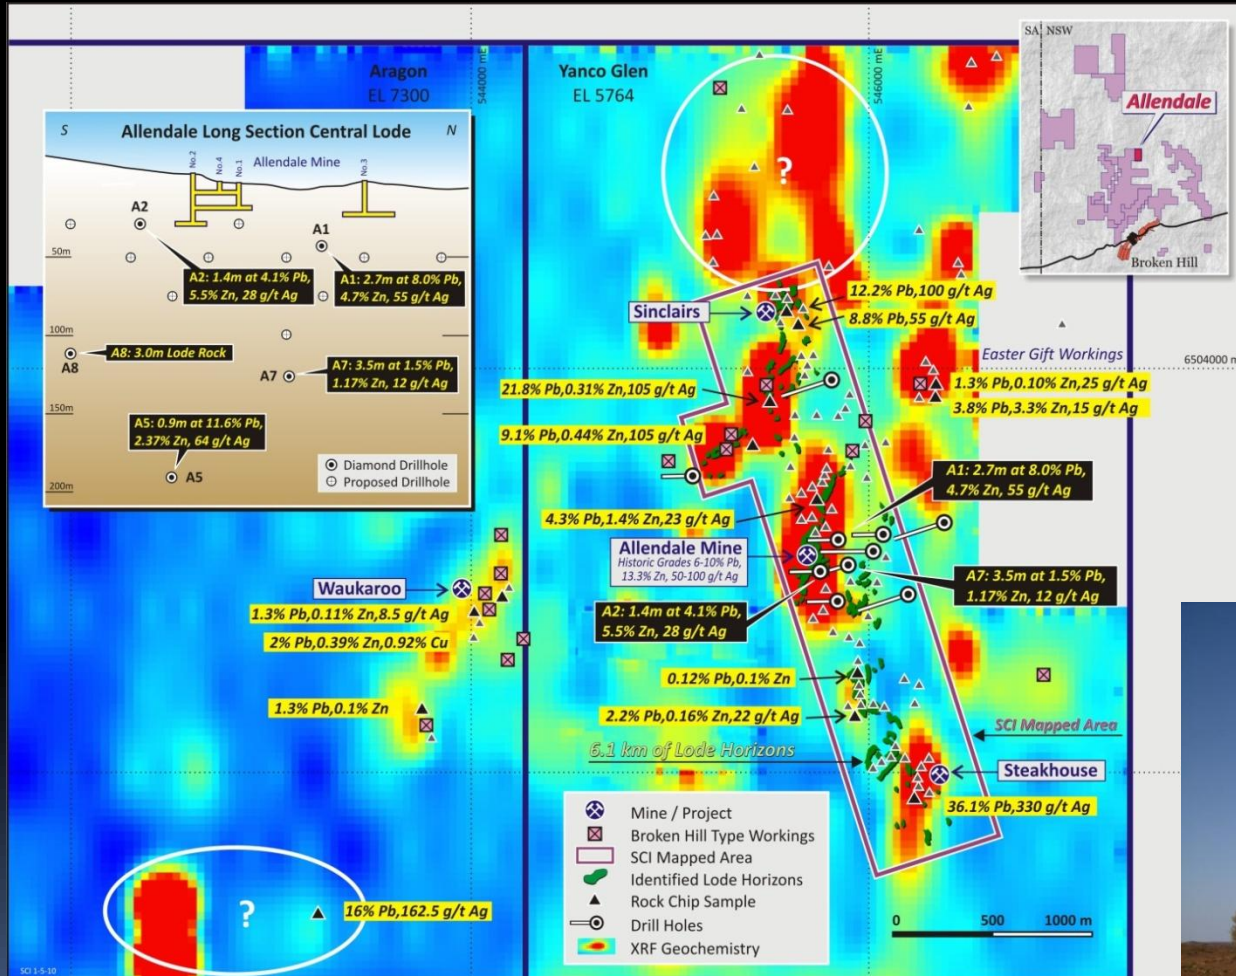 Aragon
EL 7300
544000 mE
Yanco Glen
EL 5764
546000 mE
SA NSW
Allendale
Broken Hill
S
Allendale Long Section Central Lode
N
No.2
No.4
No.1
Allendale Mine
No.3
A2
A1
50m
A2: 1.4m at 4.1% Pb,
5.5% Zn, 28 g/t Ag
A1: 2.7m at 8.0% Pb,
4.7% Zn, 55 g/t Ag
100m
A8: 3.0m Lode Rock
A8
A7
A7: 3.5m at 1.5% Pb,
1.17% Zn, 12 g/t Ag
150m
A5: 0.9m at 11.6% Pb,
2.37% Zn, 64 g/t Ag
A5
200m
Diamond Drillhole
Proposed Drillhole
?
12.2% Pb,100 g/t Ag
Sinclairs
8.8% Pb,55 g/t Ag
Easter Gift Workings
6504000 m
1.3% Pb,0.10% Zn,25 g/t Ag
3.8% Pb,3.3% Zn,15 g/t Ag
21.8% Pb,0.31% Zn,105 g/t Ag
9.1% Pb,0.44% Zn,105 g/t Ag
A1: 2.7m at 8.0% Pb,
4.7% Zn, 55 g/t Ag
4.3% Pb,1.4% Zn,23 g/t Ag
Allendale Mine
Historic Grades 6-10% Pb,
13.3% Zn, 50-100 g/t Ag
A7: 3.5m at 1.5% Pb,
1.17% Zn, 12 g/t Ag
A2: 1.4m at 4.1% Pb,
5.5% Zn, 28 g/t Ag
Waukaroo
1.3% Pb,0.11% Zn,8.5 g/t Ag
2% Pb,0.39% Zn,0.92% Cu
1.3% Pb,0.1% Zn
0.12% Pb,0.1% Zn
2.2% Pb,0.16% Zn,22 g/t Ag
SCI Mapped Area
6.1 km of Lode Horizons
Steakhouse
36.1% Pb,330 g/t Ag
Mine / Project
Broken Hill Type Workings
SCI Mapped Area
Identified Lode Horizons
Rock Chip Sample
Drill Holes
XRF Geochemistry
0 500 1000 m
?
16% Pb,162.5 g/t Ag
SCI 1-5-10